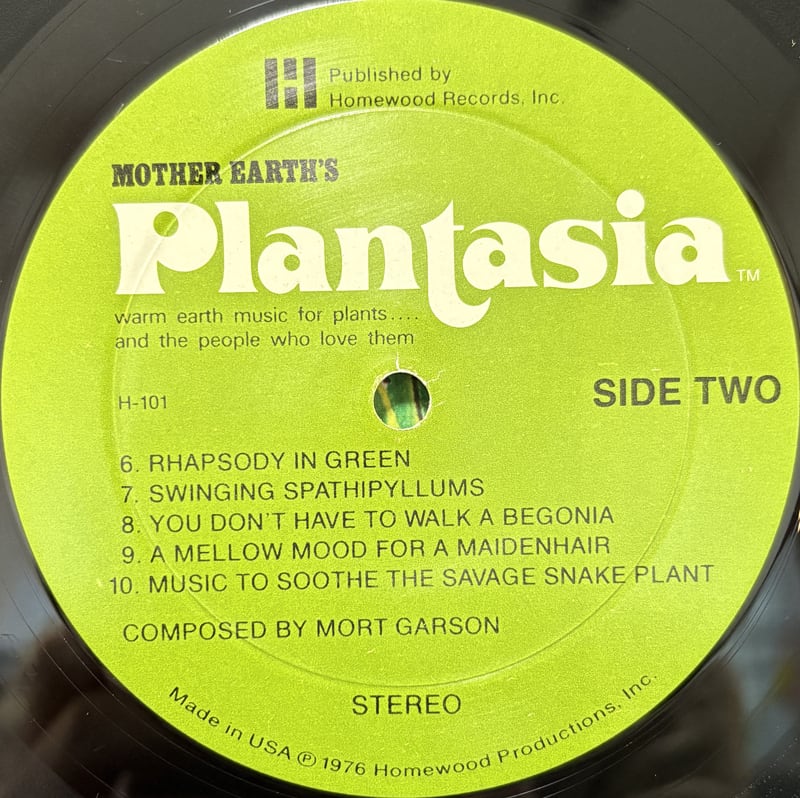 Published by
Homewood Records, Inc.
MOTHER EARTH'S
Plantasia™
warm earth music for plants....
and the people who love them
H-101
SIDE TWO
6. RHAPSODY IN GREEN
7. SWINGING SPATHIPYLLUMS
8. YOU DON'T HAVE TO WALK A BEGONIA
9. A MELLOW MOOD FOR A MAIDENHAIR
10. MUSIC TO SOOTHE THE SAVAGE SNAKE PLANT
COMPOSED BY MORT GARSON
STEREO
Made in USA ℗ 1976 Homewood Productions, Inc.